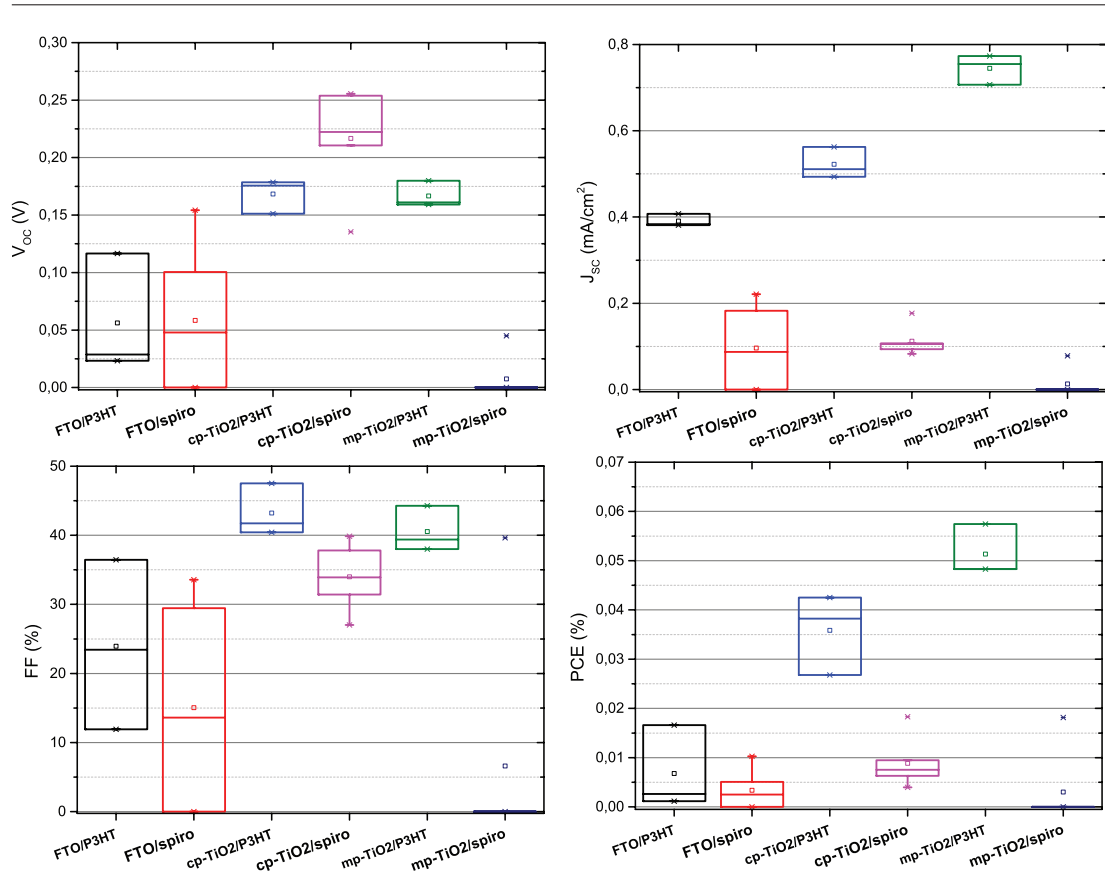 0,30
0,25
0,20
0,15
0,10
0,05
0,00
V_OC (V)
FTO/P3HT
FTO/spiro
cp-TiO2/P3HT
cp-TiO2/spiro
mp-TiO2/P3HT
mp-TiO2/spiro
0,8
0,6
0,4
0,2
0,0
J_SC (mA/cm²)
FTO/P3HT
FTO/spiro
cp-TiO2/P3HT
cp-TiO2/spiro
mp-TiO2/P3HT
mp-TiO2/spiro
50
40
30
20
10
0
FF (%)
FTO/P3HT
FTO/spiro
cp-TiO2/P3HT
cp-TiO2/spiro
mp-TiO2/P3HT
mp-TiO2/spiro
0,07
0,06
0,05
0,04
0,03
0,02
0,01
0,00
PCE (%)
FTO/P3HT
FTO/spiro
cp-TiO2/P3HT
cp-TiO2/spiro
mp-TiO2/P3HT
mp-TiO2/spiro